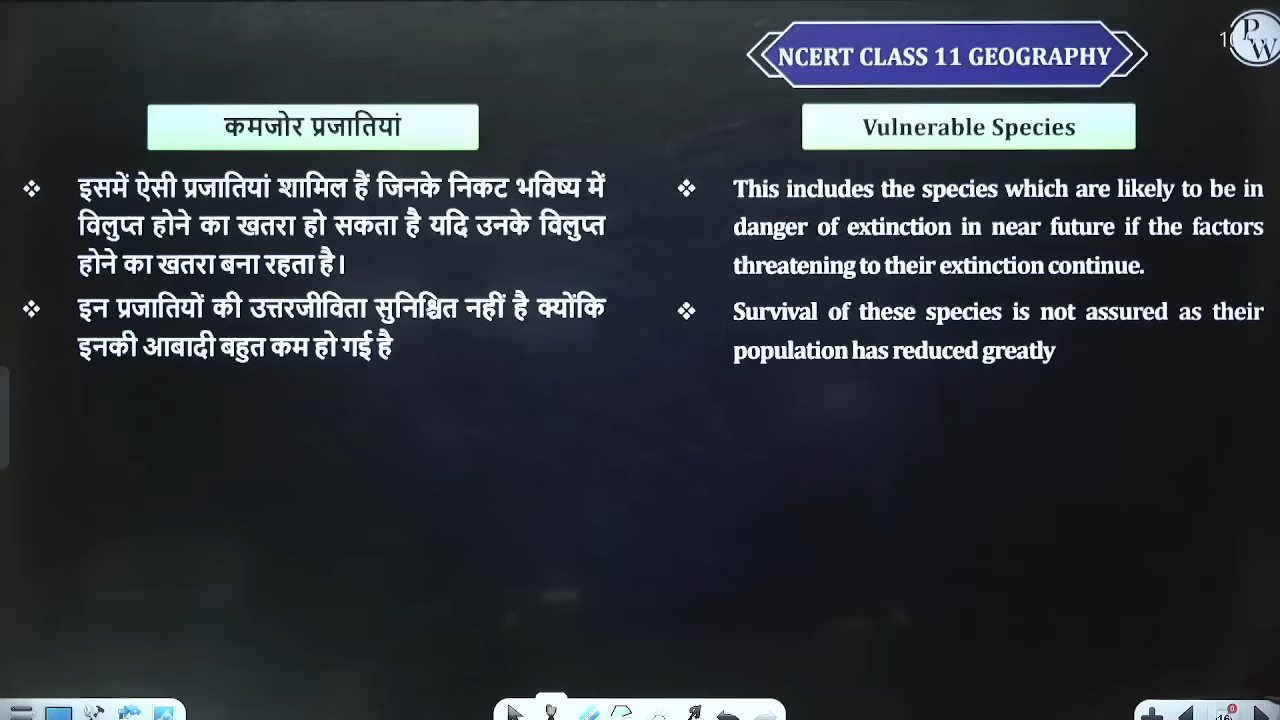 NCERT CLASS 11 GEOGRAPHY
PW
कमजोर प्रजातियां
इसमें ऐसी प्रजातियां शामिल हैं जिनके निकट भविष्य में
विलुप्त होने का खतरा हो सकता है यदि उनके विलुप्त
होने का खतरा बना रहता है।
इन प्रजातियों की उत्तरजीविता सुनिश्चित नहीं है क्योंकि
इनकी आबादी बहुत कम हो गई है
Vulnerable Species
This includes the species which are likely to be in
danger of extinction in near future if the factors
threatening to their extinction continue.
Survival of these species is not assured as their
population has reduced greatly